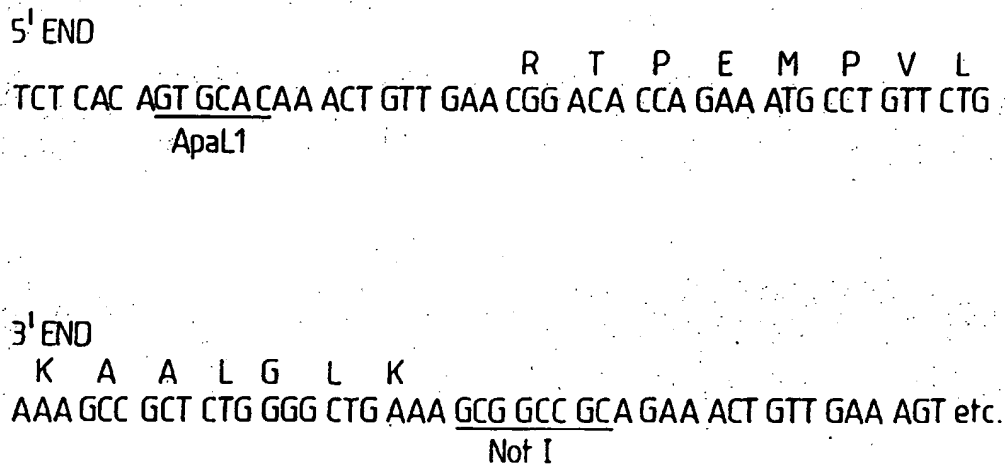 5' END
R T P E M P V L
TCT CAC AGT GCA CAA ACT GTT GAA CGG ACA CCA GAA ATG CCT GTT CTG
ApaL1
3' END
K A A L G L K
AAA GCC GCT CTG GGG CTG AAA GCG GCC GCA GAA ACT GTT GAA AGT etc.
Not I